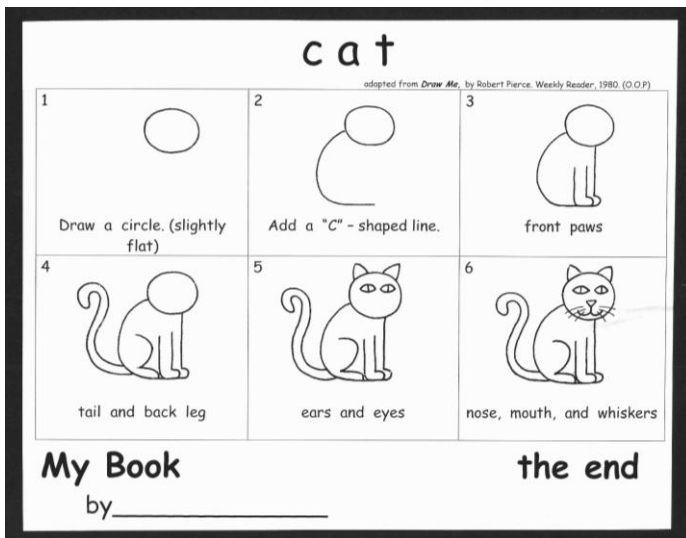 cat
adapted from Draw Me, by Robert Pierce. Weekly Reader, 1980. (O.O.P)
1
2
3
Draw a circle. (slightly
flat)
Add a "C" - shaped line.
front paws
4
5
6
tail and back leg
ears and eyes
nose, mouth, and whiskers
My Book
the end
by